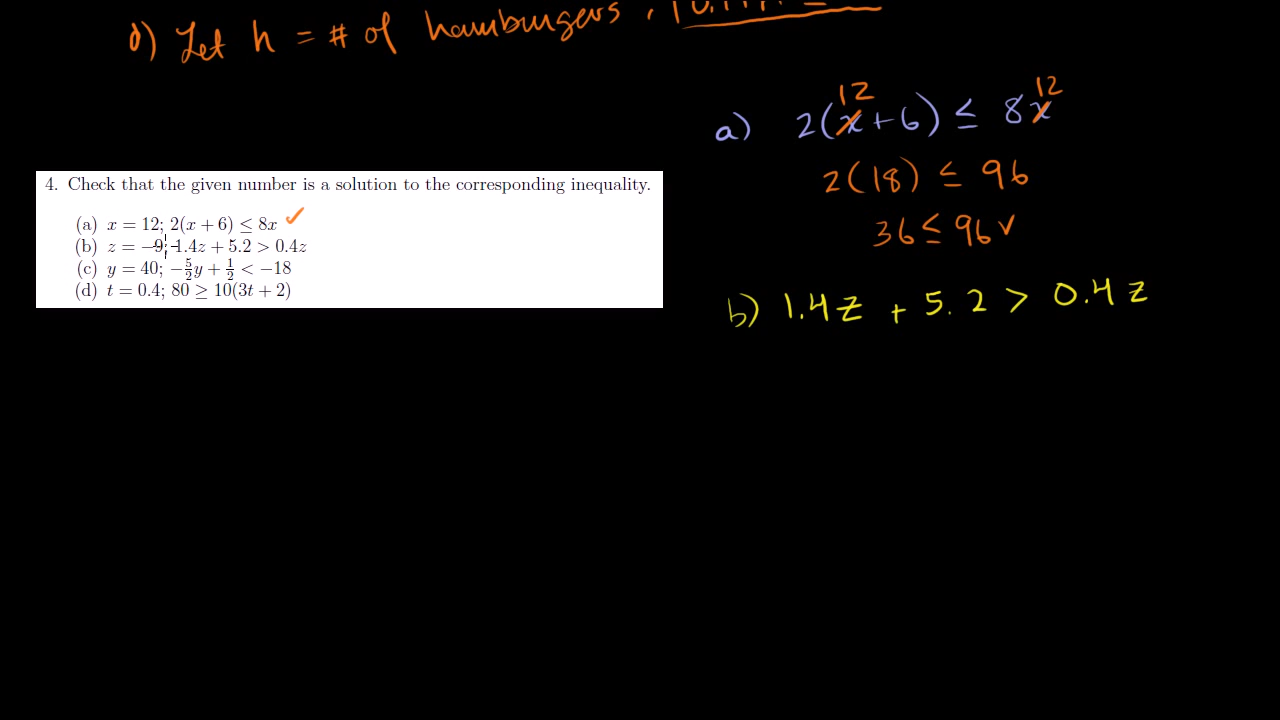 d) Let h = # of hamburgers,
4. Check that the given number is a solution to the corresponding inequality.
(a) x = 12; 2(x + 6) ≤ 8x ✓
(b) z = −9; 1.4z + 5.2 > 0.4z
(c) y = 40; −5/2y + 1/2 < −18
(d) t = 0.4; 80 ≥ 10(3t + 2)
12 12
a) 2(x+6) ≤ 8x
2(18) ≤ 96
36 ≤ 96 ✓
b) 1.4z + 5.2 > 0.4z